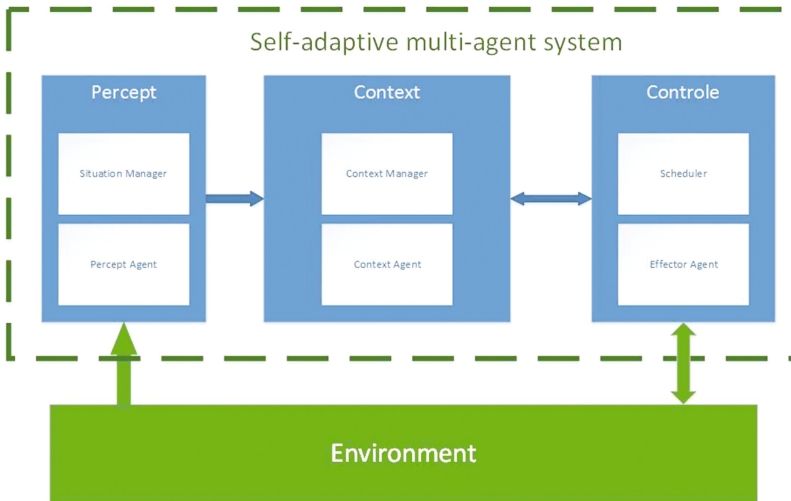 Self-adaptive multi-agent system
Percept
Context
Controle
Situation Manager
Context Manager
Scheduler
Percept Agent
Context Agent
Effector Agent
Environment